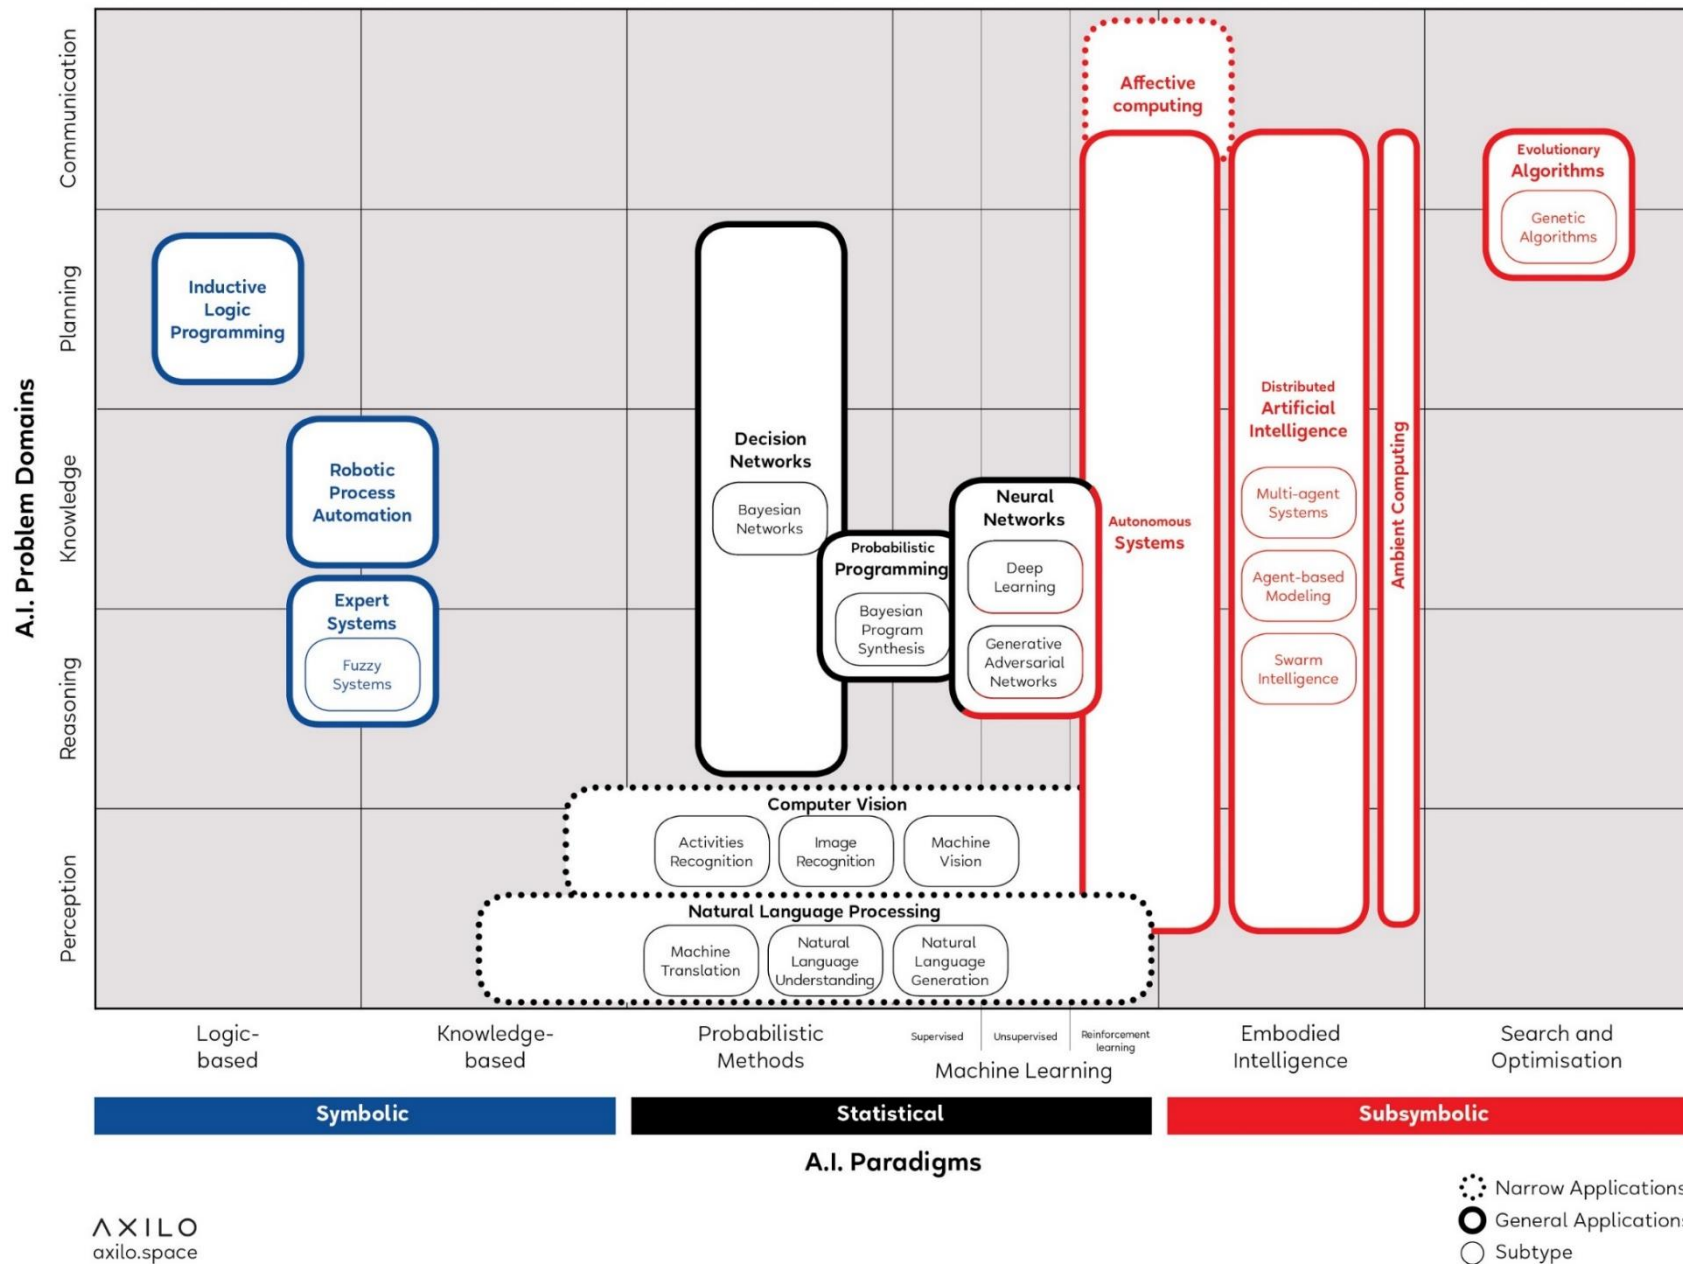 A.I. Problem Domains
Communication
Planning
Knowledge
Reasoning
Perception
Affective
computing
Evolutionary
Algorithms
Genetic
Algorithms
Inductive
Logic
Programming
Robotic
Process
Automation
Expert
Systems
Fuzzy
Systems
Decision
Networks
Bayesian
Networks
Probabilistic
Programming
Bayesian
Program
Synthesis
Neural
Networks
Deep
Learning
Generative
Adversarial
Networks
Autonomous
Systems
Distributed
Artificial
Intelligence
Multi-agent
Systems
Agent-based
Modeling
Swarm
Intelligence
Ambient Computing
Computer Vision
Activities
Recognition
Image
Recognition
Machine
Vision
Natural Language Processing
Machine
Translation
Natural
Language
Understanding
Natural
Language
Generation
Logic-
based
Knowledge-
based
Probabilistic
Methods
Supervised
Unsupervised
Reinforcement
learning
Machine Learning
Embodied
Intelligence
Search and
Optimisation
Symbolic
Statistical
Subsymbolic
A.I. Paradigms
Narrow Applications
General Applications
Subtype
AXILO
axilo.space